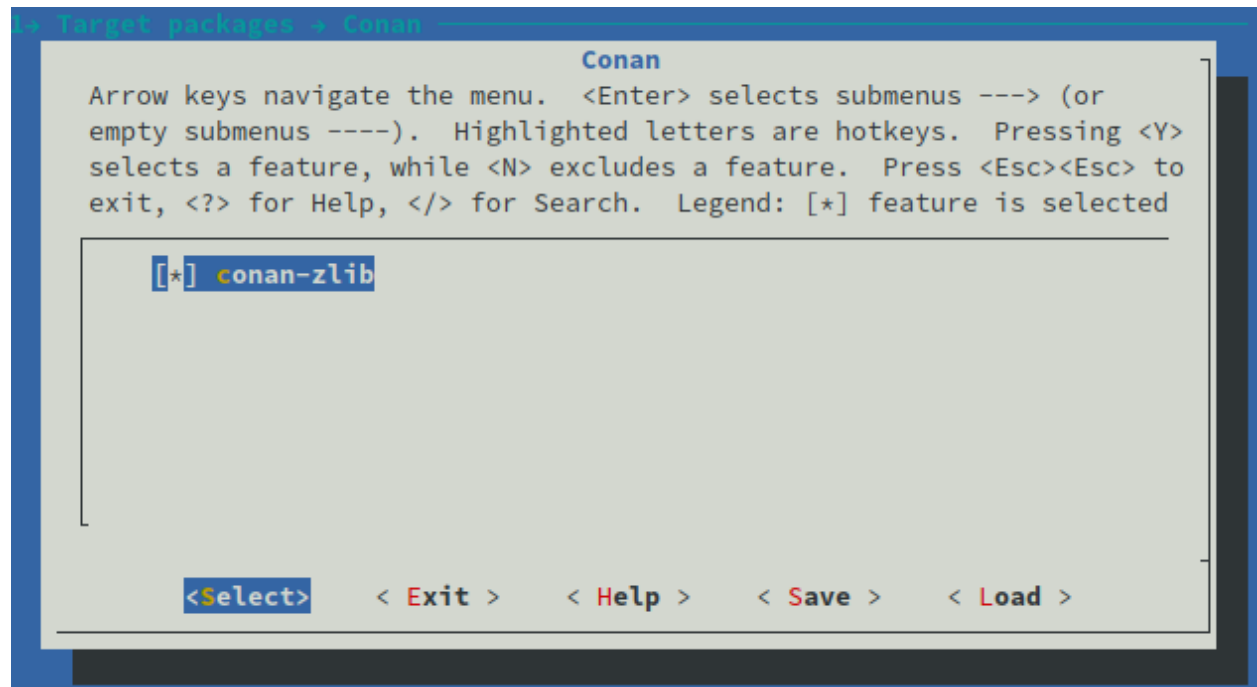 1→ Target packages → Conan
Conan
Arrow keys navigate the menu.  <Enter> selects submenus ---> (or
empty submenus ----).  Highlighted letters are hotkeys.  Pressing <Y>
selects a feature, while <N> excludes a feature.  Press <Esc><Esc> to
exit, <?> for Help, </> for Search.  Legend: [*] feature is selected
[*] conan-zlib
<Select>    < Exit >    < Help >    < Save >    < Load >